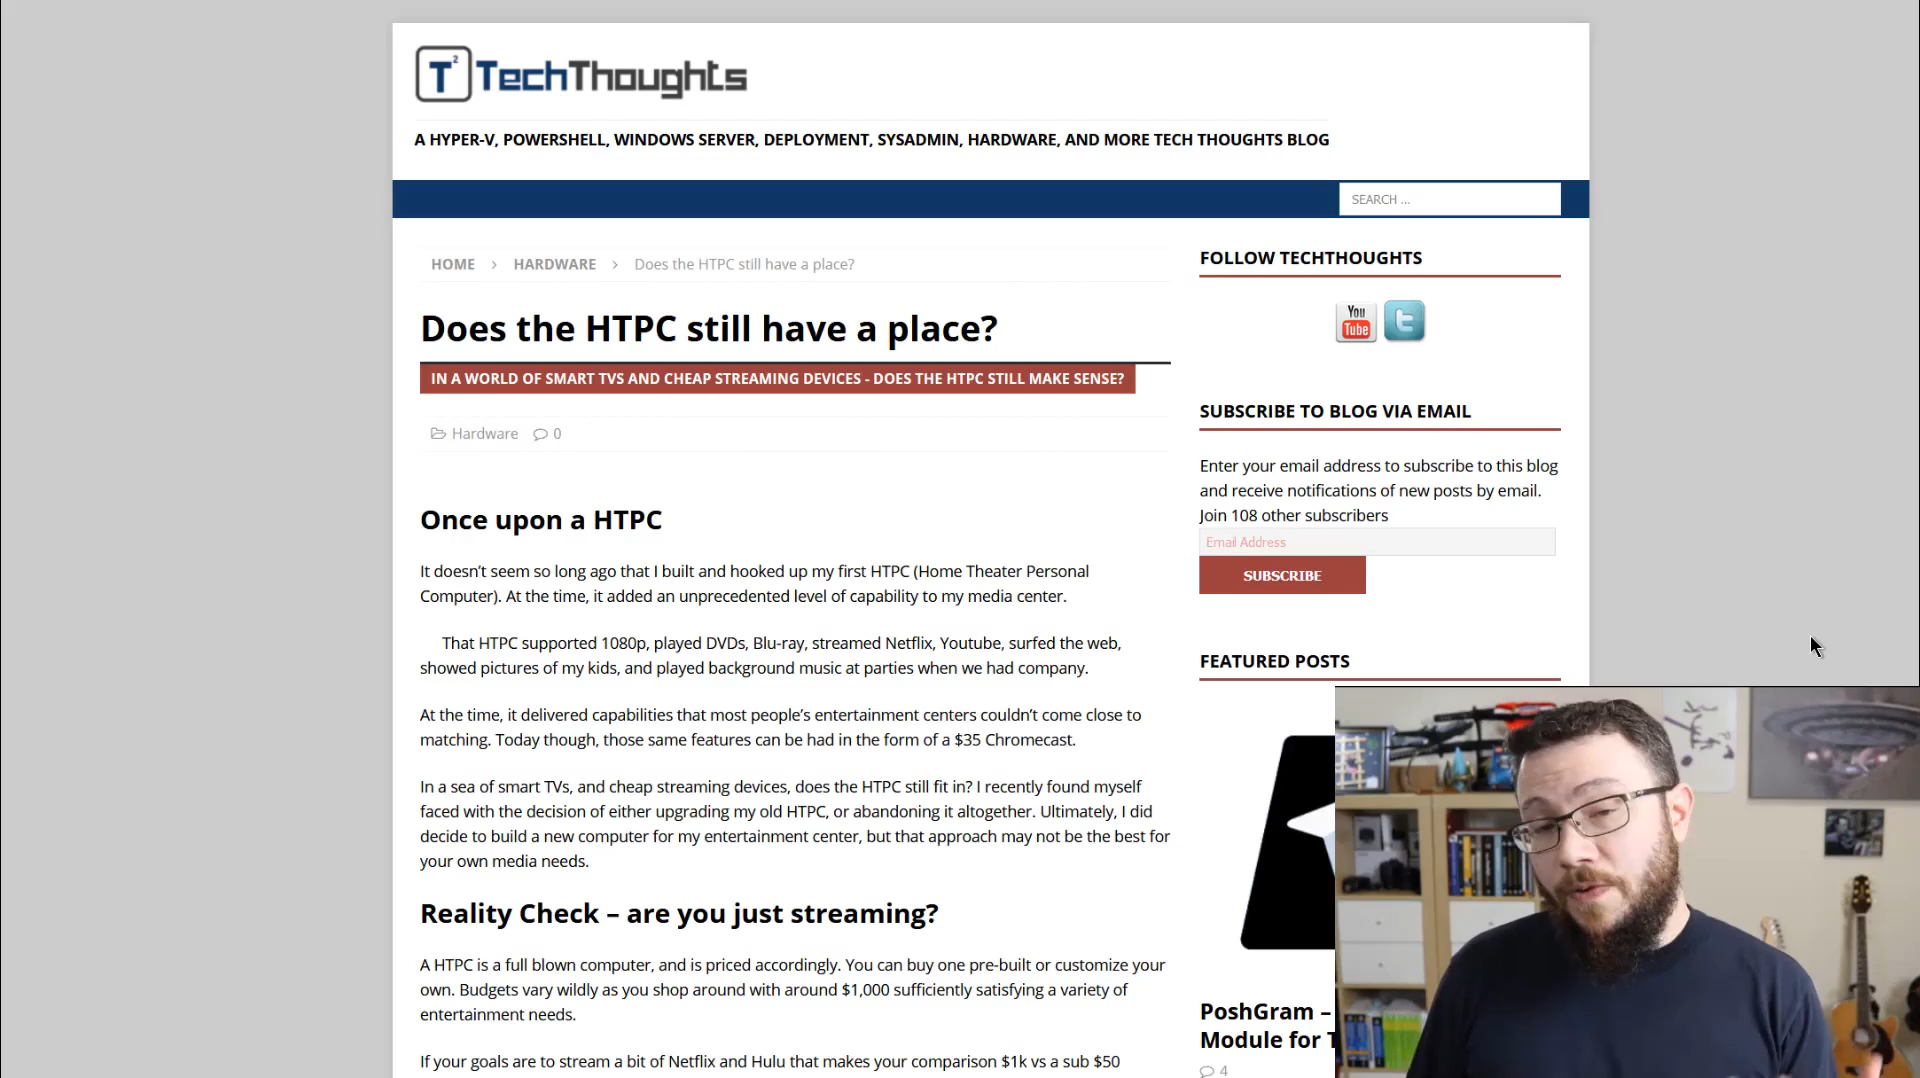 T2 TechThoughts
A HYPER-V, POWERSHELL, WINDOWS SERVER, DEPLOYMENT, SYSADMIN, HARDWARE, AND MORE TECH THOUGHTS BLOG
SEARCH ...
HOME > HARDWARE > Does the HTPC still have a place?
Does the HTPC still have a place?
IN A WORLD OF SMART TVS AND CHEAP STREAMING DEVICES - DOES THE HTPC STILL MAKE SENSE?
Hardware 0
Once upon a HTPC
It doesn't seem so long ago that I built and hooked up my first HTPC (Home Theater Personal
Computer). At the time, it added an unprecedented level of capability to my media center.
That HTPC supported 1080p, played DVDs, Blu-ray, streamed Netflix, Youtube, surfed the web,
showed pictures of my kids, and played background music at parties when we had company.
At the time, it delivered capabilities that most people's entertainment centers couldn't come close to
matching. Today though, those same features can be had in the form of a $35 Chromecast.
In a sea of smart TVs, and cheap streaming devices, does the HTPC still fit in? I recently found myself
faced with the decision of either upgrading my old HTPC, or abandoning it altogether. Ultimately, I did
decide to build a new computer for my entertainment center, but that approach may not be the best for
your own media needs.
Reality Check – are you just streaming?
A HTPC is a full blown computer, and is priced accordingly. You can buy one pre-built or customize your
own. Budgets vary wildly as you shop around with around $1,000 sufficiently satisfying a variety of
entertainment needs.
If your goals are to stream a bit of Netflix and Hulu that makes your comparison $1k vs a sub $50
FOLLOW TECHTHOUGHTS
You Tube t
SUBSCRIBE TO BLOG VIA EMAIL
Enter your email address to subscribe to this blog
and receive notifications of new posts by email.
Join 108 other subscribers
Email Address
SUBSCRIBE
FEATURED POSTS
PoshGram –
Module for T
4